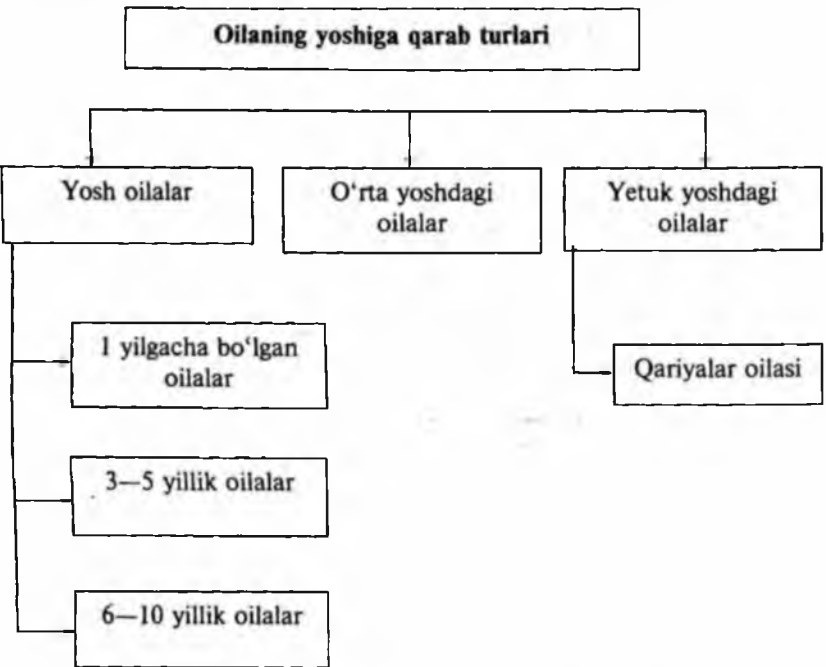 Oilaning yoshiga qarab turlari
Yosh oilalar
O‘rta yoshdagi
oilalar
Yetuk yoshdagi
oilalar
1 yilgacha bo‘lgan
oilalar
Qariyalar oilasi
3—5 yillik oilalar
6—10 yillik oilalar